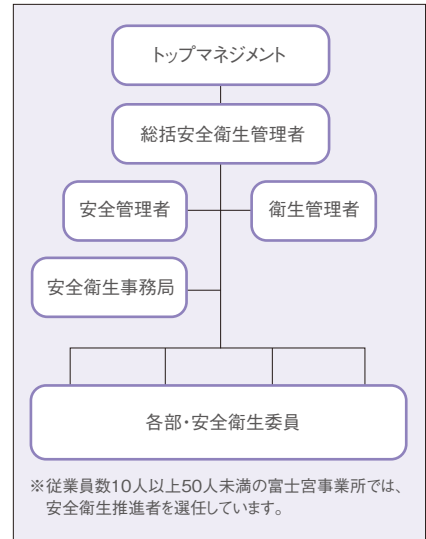 トップマネジメント
総括安全衛生管理者
安全管理者
衛生管理者
安全衛生事務局
各部・安全衛生委員
※従業員数10人以上50人未満の富士宮事業所では、
安全衛生推進者を選任しています。